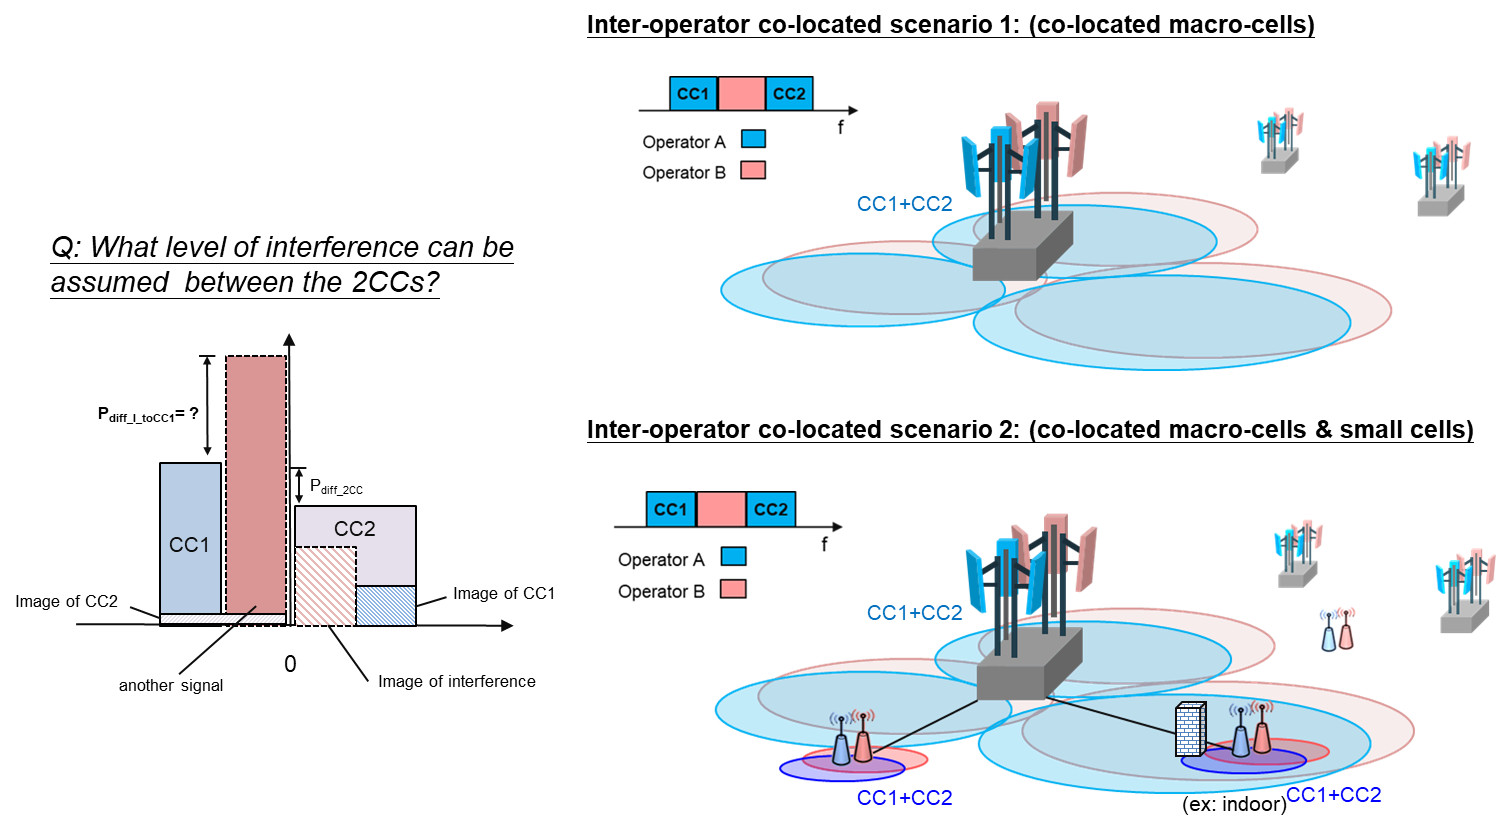 Inter-operator co-located scenario 1: (co-located macro-cells)
CC1
CC2
f
Operator A
Operator B
CC1+CC2
Q: What level of interference can be
assumed between the 2CCs?
Pdiff_I_toCC1= ?
Pdiff_2CC
CC1
CC2
Image of CC2
Image of CC1
0
another signal
Image of interference
Inter-operator co-located scenario 2: (co-located macro-cells & small cells)
CC1
CC2
f
Operator A
Operator B
CC1+CC2
CC1+CC2
(ex: indoor)
CC1+CC2